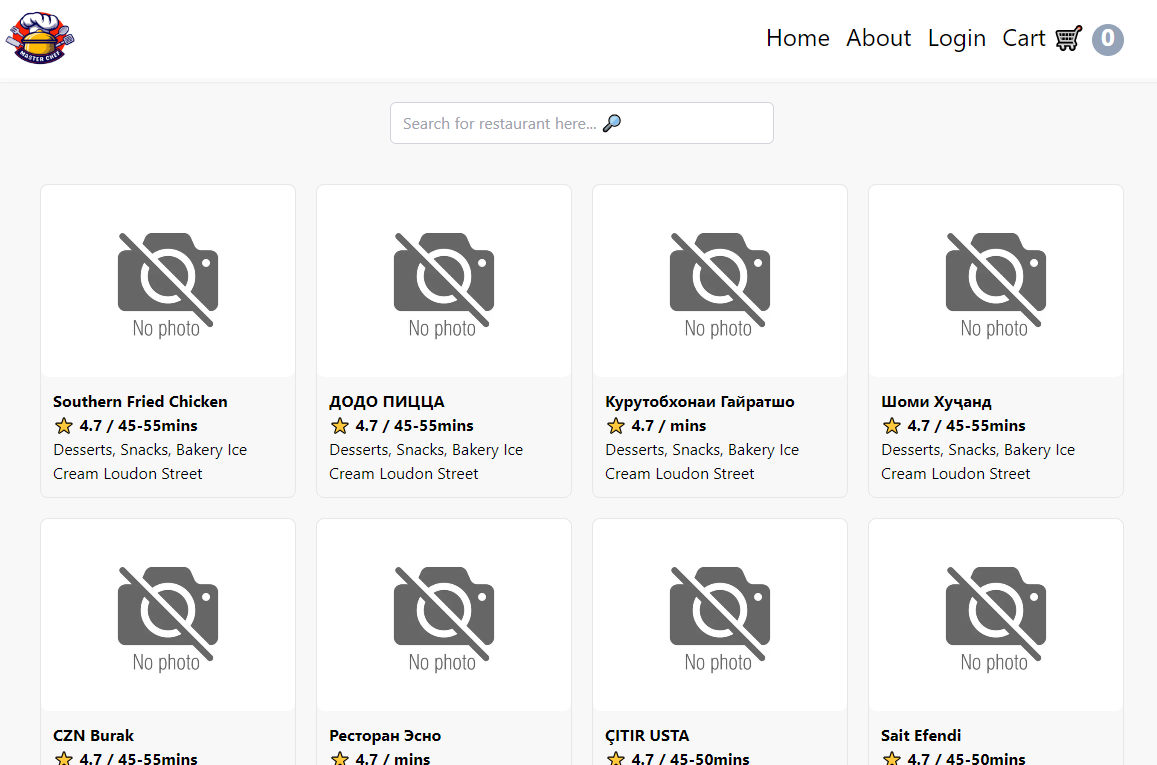 MASTER CHEF
Home About Login Cart 0
Search for restaurant here...
No photo No photo No photo No photo
Southern Fried Chicken ДОДО ПИЦЦА Курутобхонаи Гайратшо Шоми Хуҷанд
4.7 / 45-55mins 4.7 / 45-55mins 4.7 / mins 4.7 / 45-55mins
Desserts, Snacks, Bakery Ice Desserts, Snacks, Bakery Ice Desserts, Snacks, Bakery Ice Desserts, Snacks, Bakery Ice
Cream Loudon Street Cream Loudon Street Cream Loudon Street Cream Loudon Street
No photo No photo No photo No photo
CZN Burak Ресторан Эсно ÇITIR USTA Sait Efendi
4.7 / 45-55mins 4.7 / mins 4.7 / 45-50mins 4.7 / 45-50mins